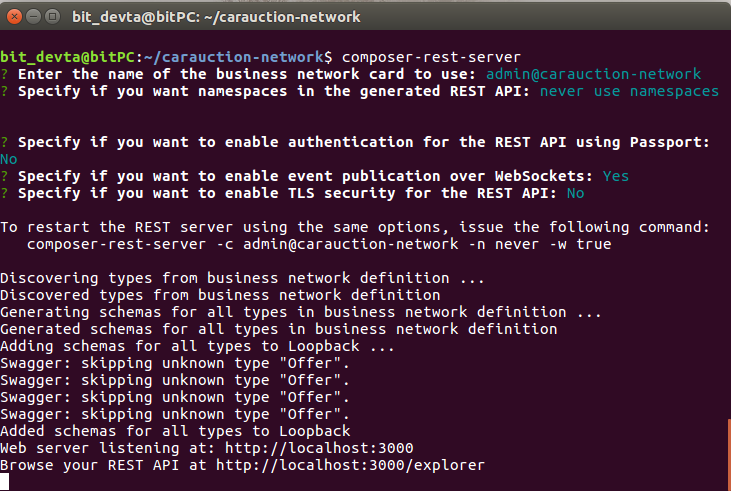 bit_devta@bitPC: ~/carauction-network
bit_devta@bitPC:~/carauction-network$ composer-rest-server
? Enter the name of the business network card to use: admin@carauction-network
? Specify if you want namespaces in the generated REST API: never use namespaces
? Specify if you want to enable authentication for the REST API using Passport:
No
? Specify if you want to enable event publication over WebSockets: Yes
? Specify if you want to enable TLS security for the REST API: No
To restart the REST server using the same options, issue the following command:
   composer-rest-server -c admin@carauction-network -n never -w true
Discovering types from business network definition ...
Discovered types from business network definition
Generating schemas for all types in business network definition ...
Generated schemas for all types in business network definition
Adding schemas for all types to Loopback ...
Swagger: skipping unknown type "Offer".
Swagger: skipping unknown type "Offer".
Swagger: skipping unknown type "Offer".
Swagger: skipping unknown type "Offer".
Added schemas for all types to Loopback
Web server listening at: http://localhost:3000
Browse your REST API at http://localhost:3000/explorer